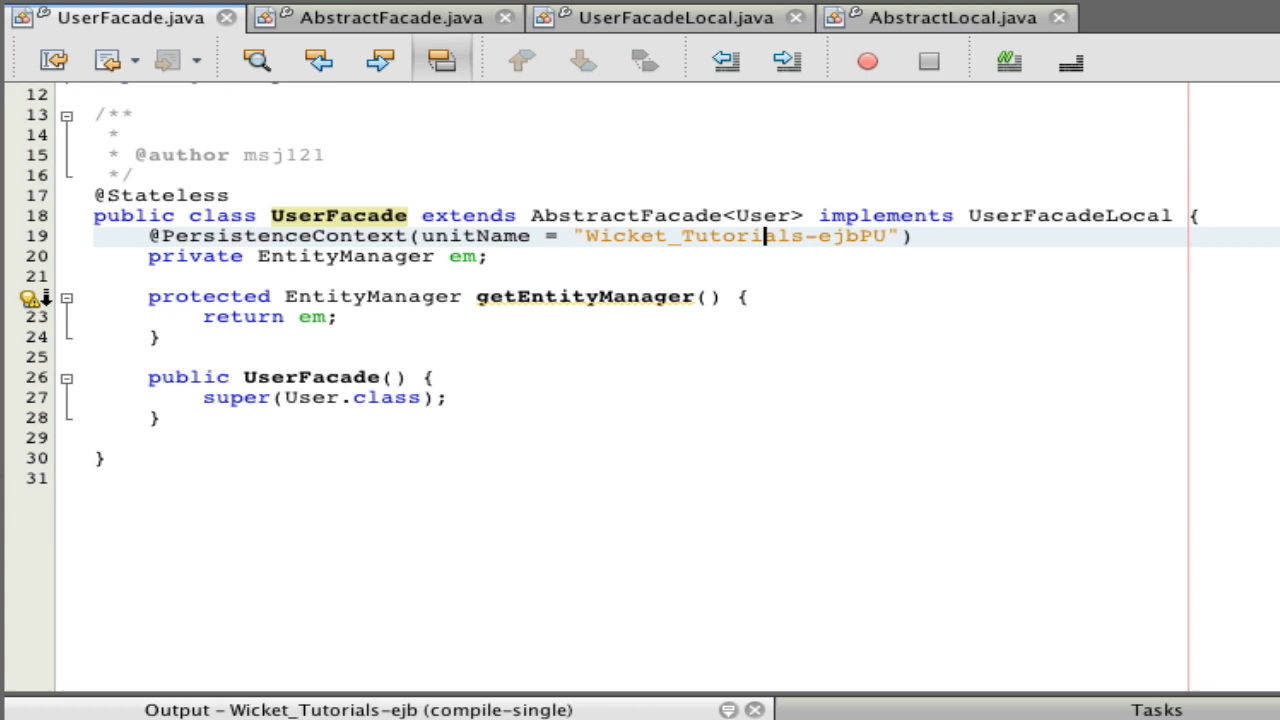 UserFacade.java AbstractFacade.java UserFacadeLocal.java AbstractLocal.java
12
13 /**
14 *
15 * @author msj121
16 */
17 @Stateless
18 public class UserFacade extends AbstractFacade<User> implements UserFacadeLocal {
19 @PersistenceContext(unitName = "Wicket_Tutorials-ejbPU")
20 private EntityManager em;
21
protected EntityManager getEntityManager() {
23 return em;
24 }
25
26 public UserFacade() {
27 super(User.class);
28 }
29
30 }
31
Output - Wicket_Tutorials-ejb (compile-single) Tasks